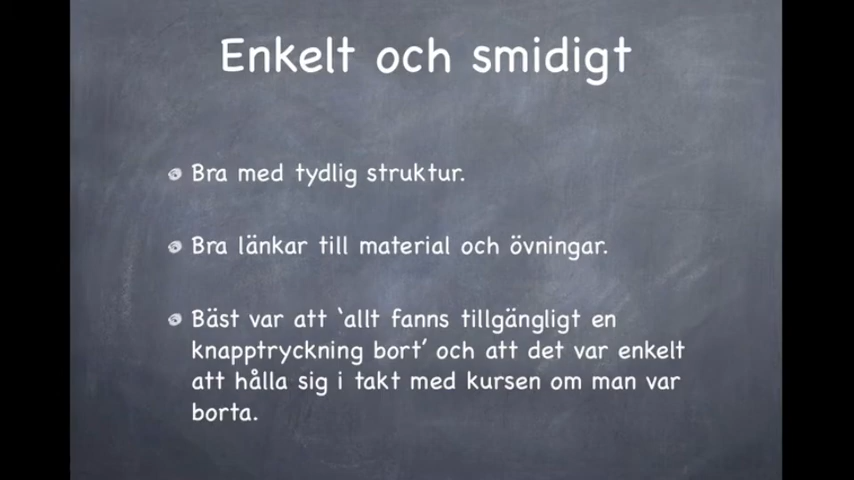 Enkelt och smidigt
Bra med tydlig struktur.
Bra länkar till material och övningar.
Bäst var att ‘allt fanns tillgängligt en
knapptryckning bort’ och att det var enkelt
att hålla sig i takt med kursen om man var
borta.